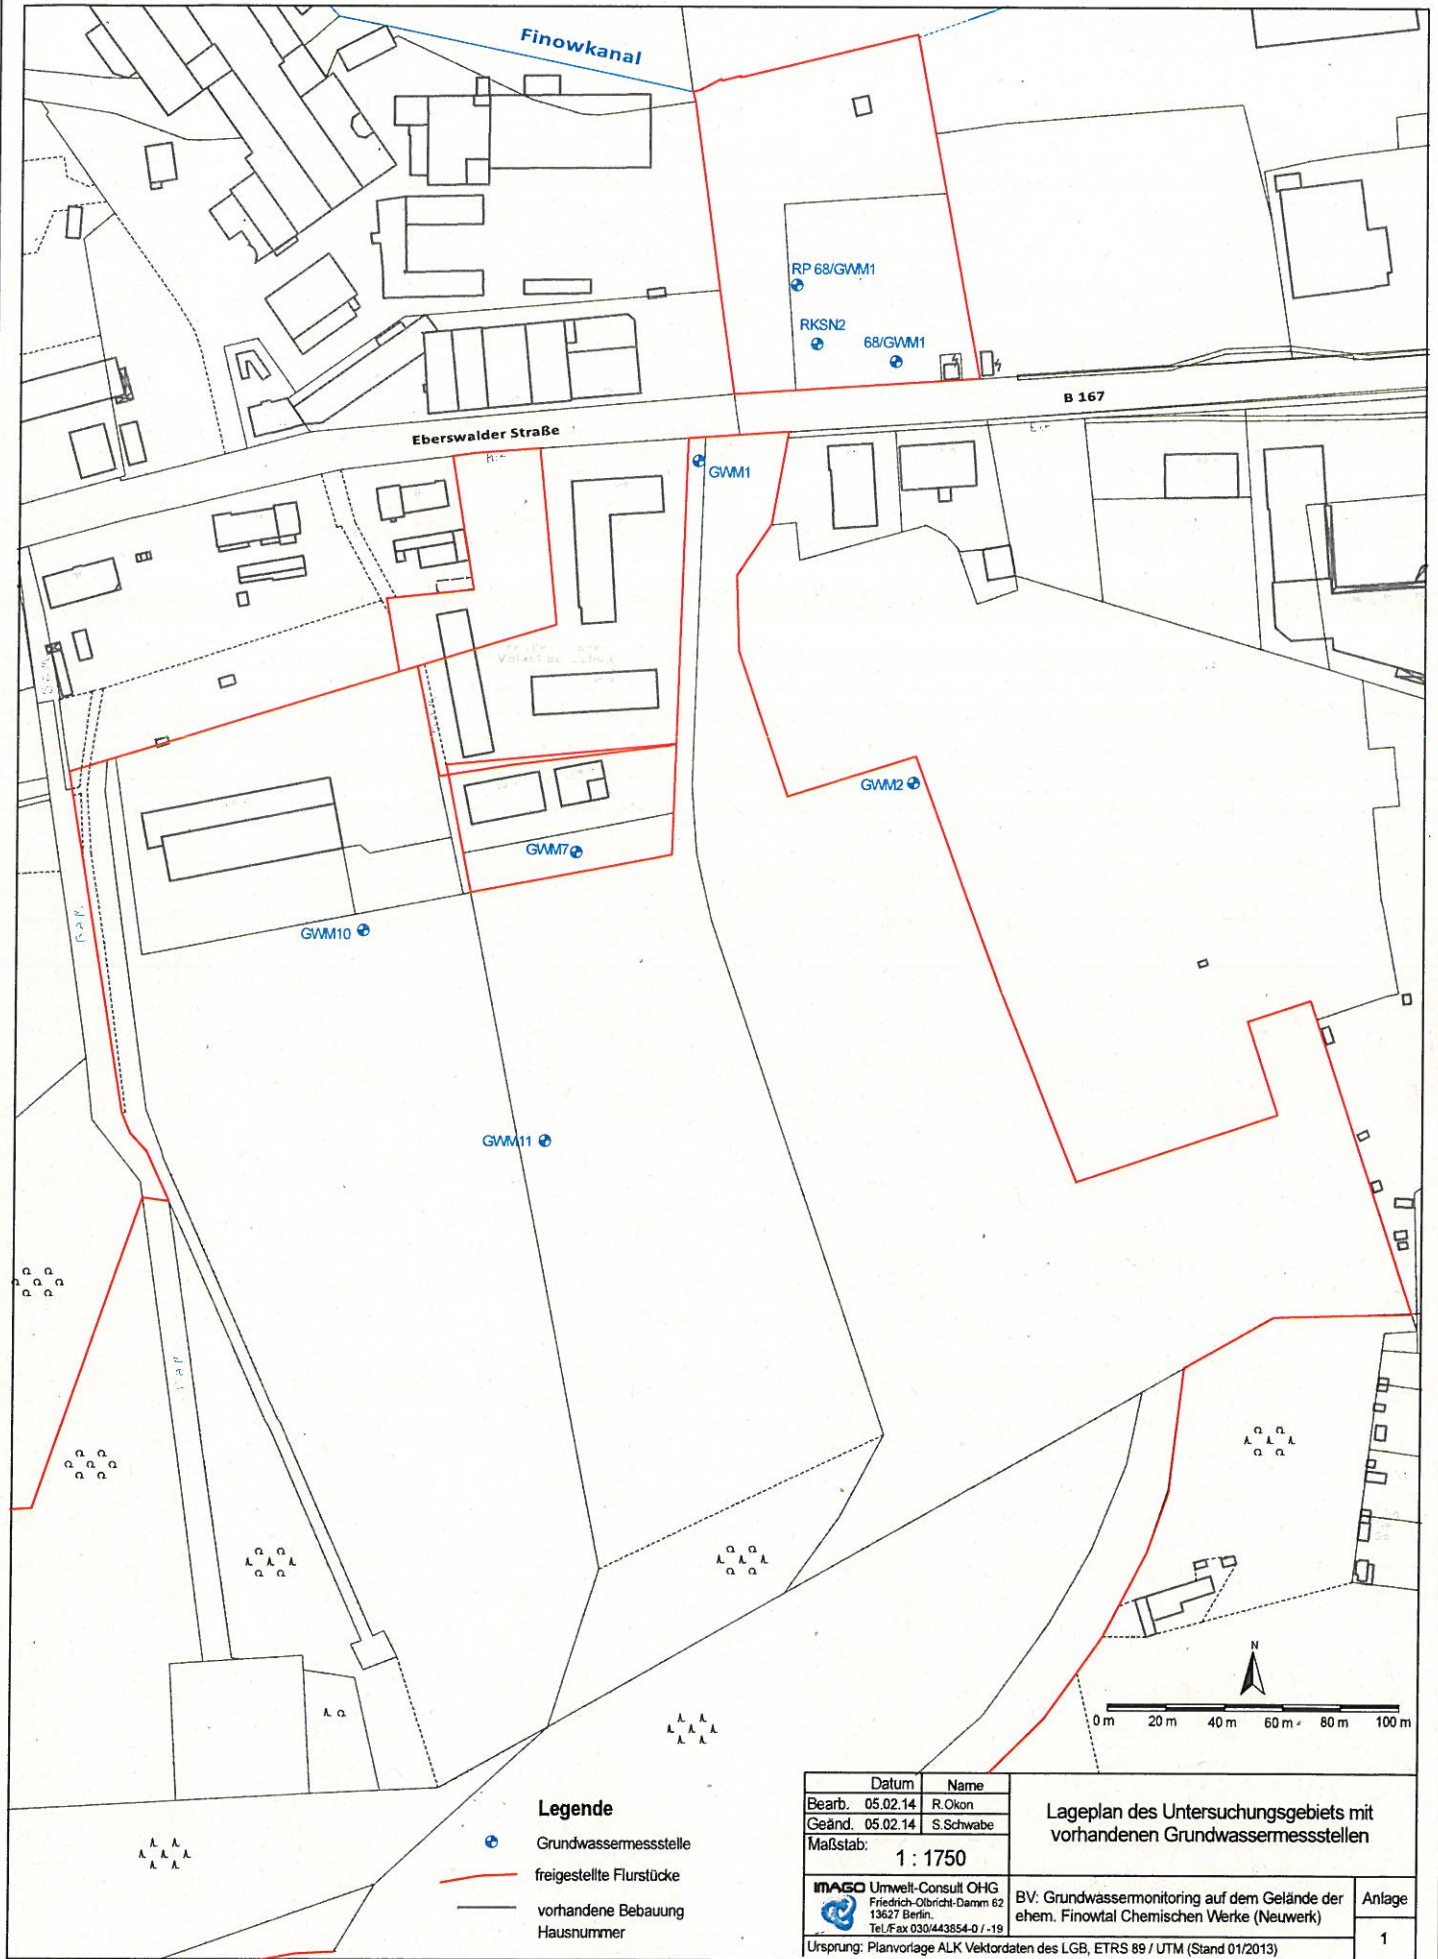 Finowkanal
RP 68/GWM1
RKSN2
68/GWM1
B 167
Eberswalder Straße
GWM1
GWM2
GWM7
GWM10
GWM11
N
0 m 20 m 40 m 60 m 80 m 100 m
Legende
Grundwassermessstelle
freigestellte Flurstücke
vorhandene Bebauung
Hausnummer
Datum Name
Bearb. 05.02.14 R.Okon
Geänd. 05.02.14 S.Schwabe
Maßstab:
1 : 1750
Lageplan des Untersuchungsgebiets mit
vorhandenen Grundwassermessstellen
IMAGO Umwelt-Consult OHG
Friedrich-Olbricht-Damm 62
13627 Berlin.
Tel./Fax 030/443854-0 / -19
BV: Grundwassermonitoring auf dem Gelände der
ehem. Finowtal Chemischen Werke (Neuwerk)
Anlage
1
Ursprung: Planvorlage ALK Vektordaten des LGB, ETRS 89 / UTM (Stand 01/2013)